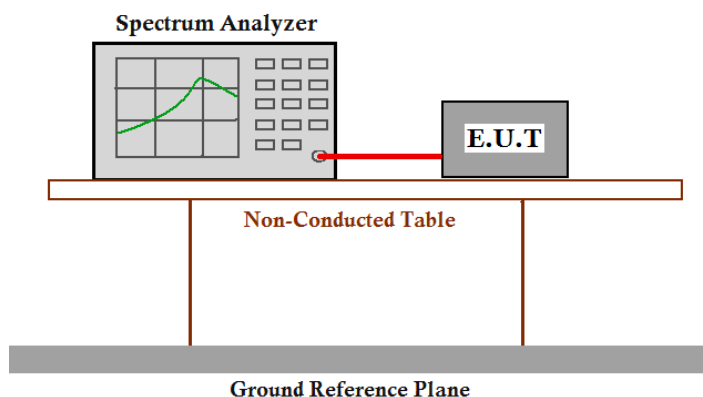 Spectrum Analyzer
E.U.T
Non-Conducted Table
Ground Reference Plane